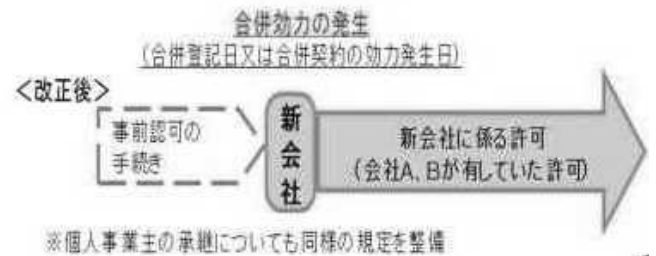 合併効力の発生
(合併登記日又は合併契約の効力発生日)
<改正後>
事前認可の
手続き
新会社
新会社に係る許可
(会社A、Bが有していた許可)
※個人事業主の承継についても同様の規定を整備